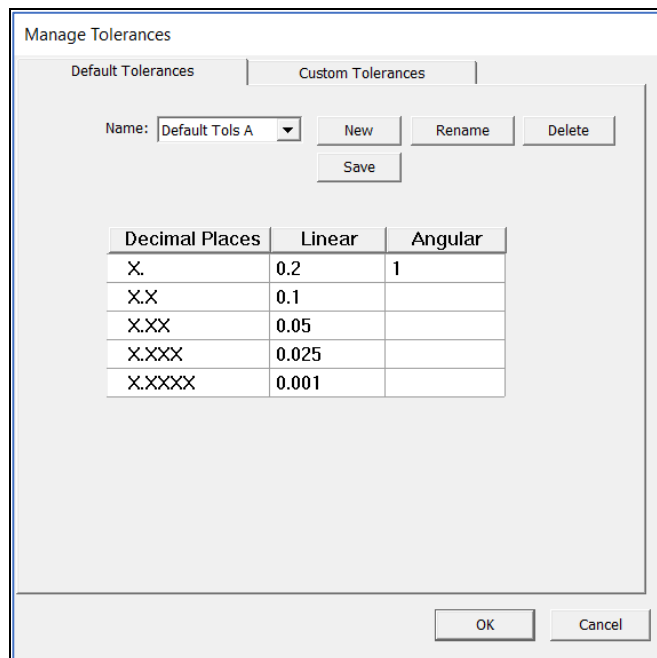 Manage Tolerances
Default Tolerances Custom Tolerances
Name: Default Tols A New Rename Delete
Save
Decimal Places Linear Angular
X. 0.2 1
X.X 0.1
X.XX 0.05
X.XXX 0.025
X.XXXX 0.001
OK Cancel